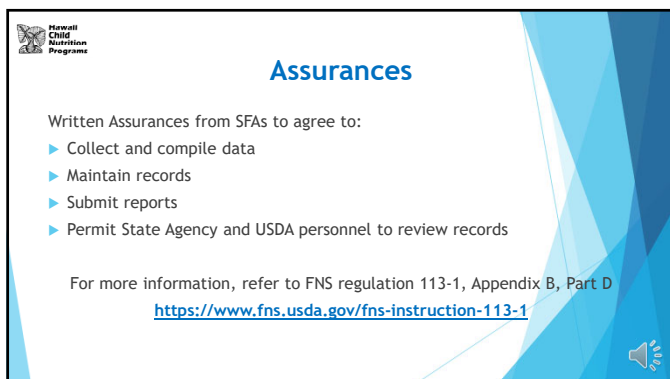 Hawaii
Child
Nutrition
Programs
Assurances
Written Assurances from SFAs to agree to:
Collect and compile data
Maintain records
Submit reports
Permit State Agency and USDA personnel to review records
For more information, refer to FNS regulation 113-1, Appendix B, Part D
https://www.fns.usda.gov/fns-instruction-113-1